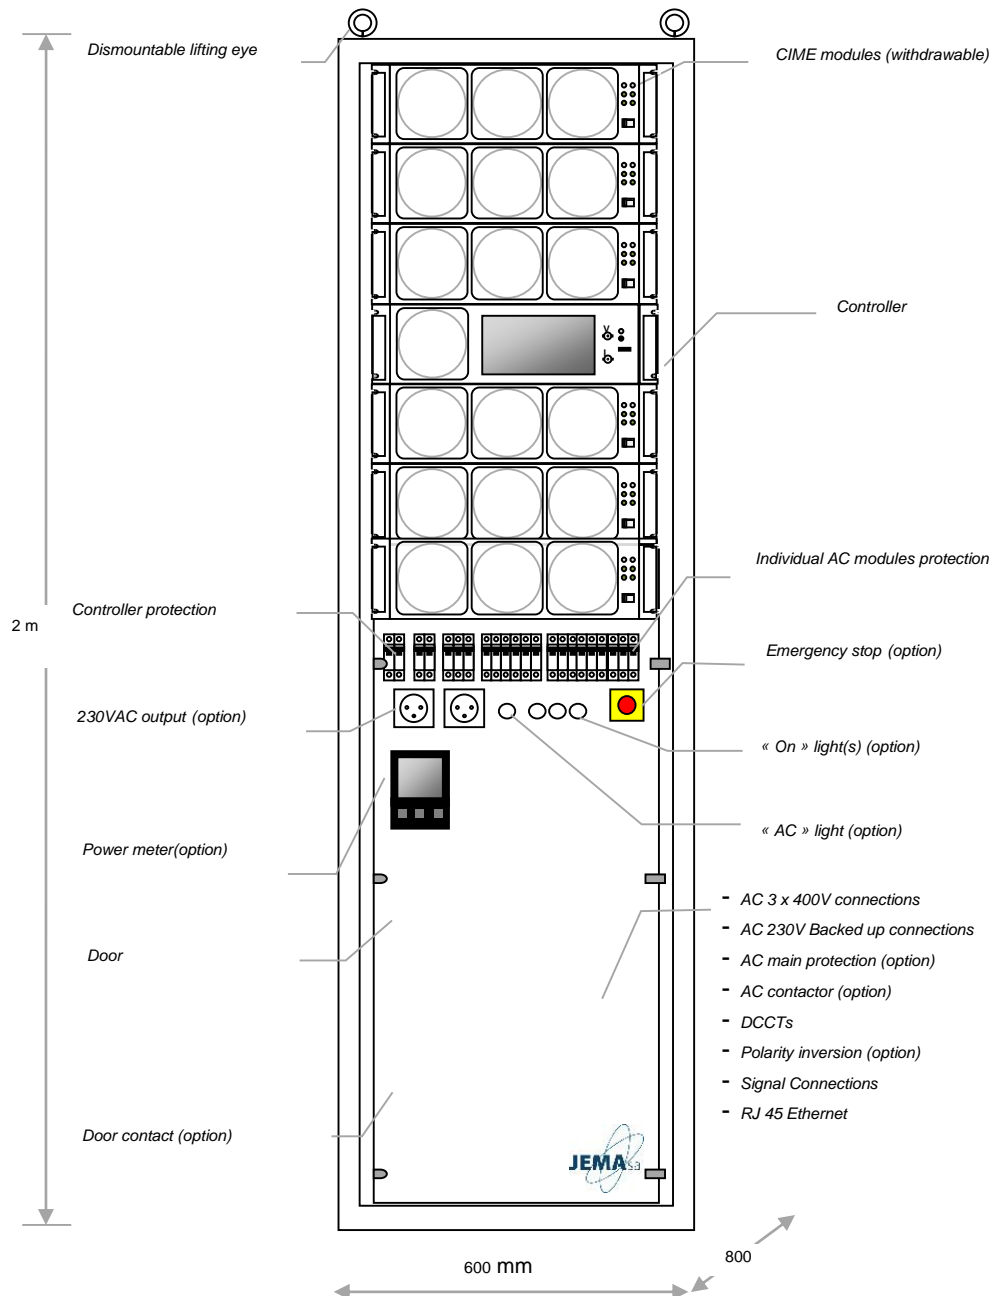 Dismountable lifting eye
CIME modules (withdrawable)
V
I
Controller
Individual AC modules protection
Controller protection
2 m
Emergency stop (option)
230VAC output (option)
« On » light(s) (option)
« AC » light (option)
Power meter(option)
- AC 3 x 400V connections
- AC 230V Backed up connections
- AC main protection (option)
- AC contactor (option)
- DCCTs
- Polarity inversion (option)
- Signal Connections
- RJ 45 Ethernet
Door
Door contact (option)
JEMA sa
600 mm
800